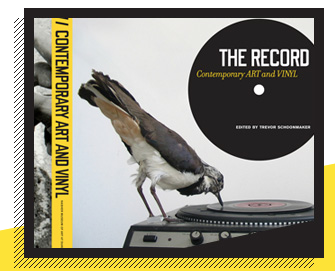 // CONTEMPORARY ART AND VINYL
THE RECORD
Contemporary ART and VINYL
EDITED BY TREVOR SCHOONMAKER